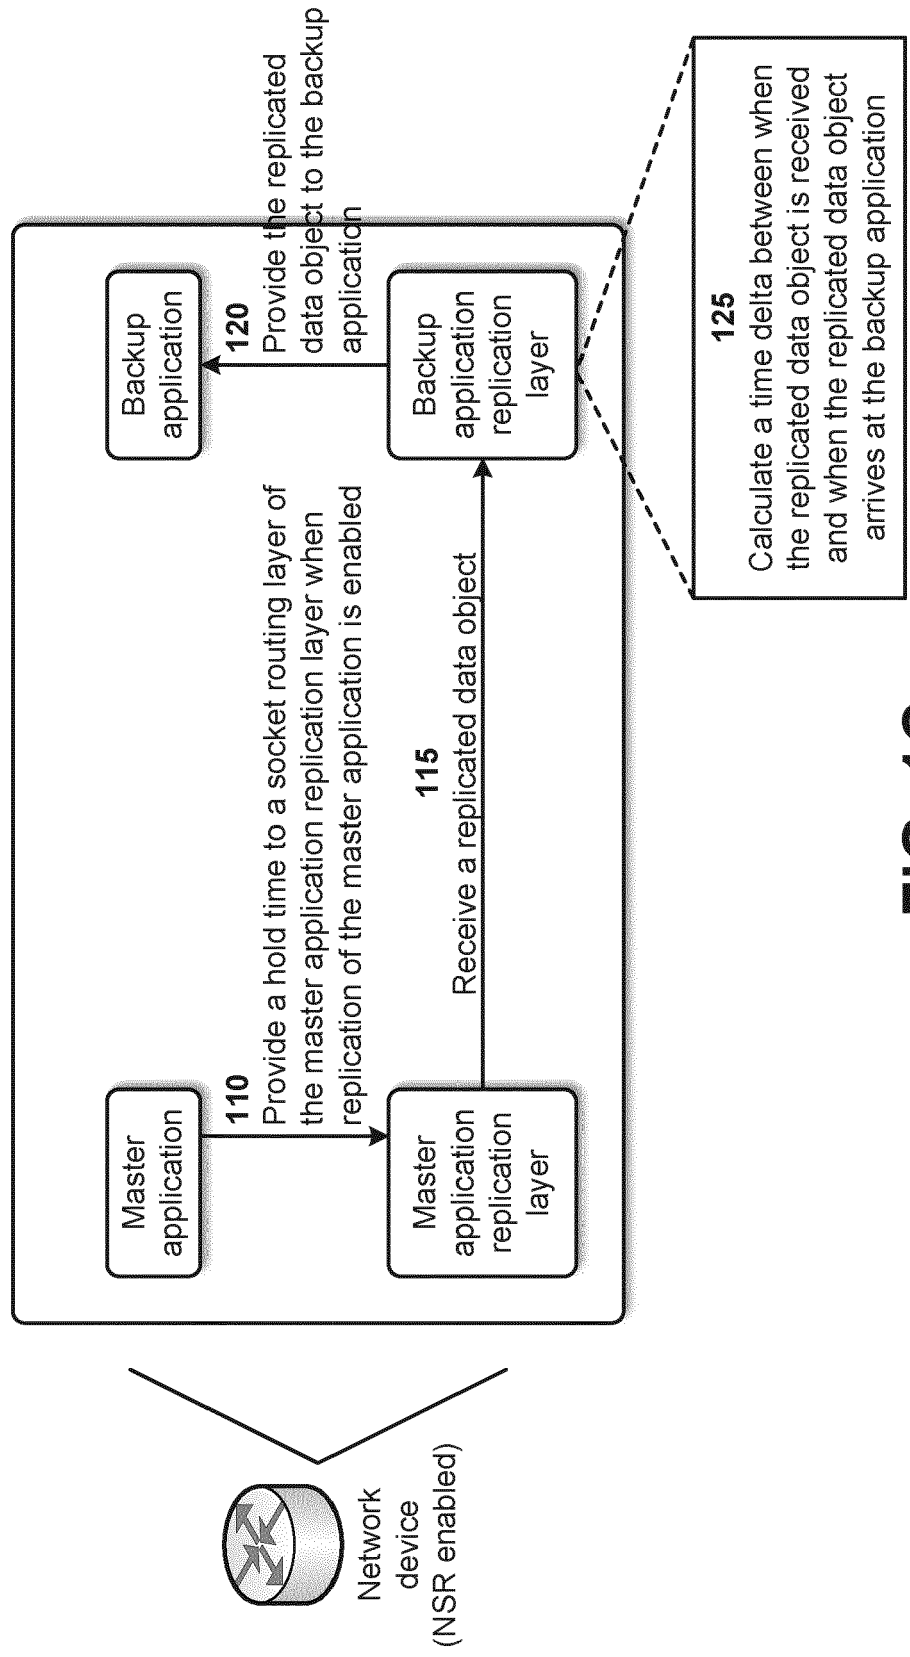 Network
device
(NSR enabled)
Master
application
Backup
application
110
Provide a hold time to a socket routing layer of
the master application replication layer when
replication of the master application is enabled
120
Provide the replicated
data object to the backup
application
Master
application
replication
layer
115
Receive a replicated data object
Backup
application
replication
layer
125
Calculate a time delta between when
the replicated data object is received
and when the replicated data object
arrives at the backup application